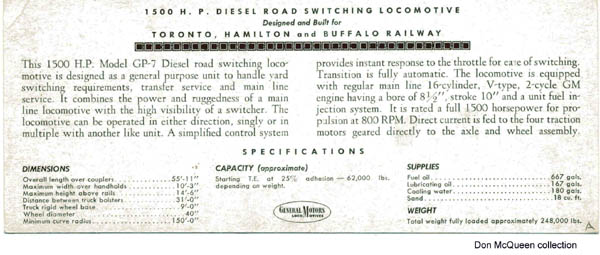 1500 H. P. DIESEL ROAD SWITCHING LOCOMOTIVE
Designed and Built for
TORONTO, HAMILTON and BUFFALO RAILWAY
This 1500 H.P. Model GP-7 Diesel road switching loco-
motive is designed as a general purpose unit to handle yard
switching requirements, transfer service and main line
service. It combines the power and ruggedness of a main
line locomotive with the high visibility of a switcher. The
locomotive can be operated in either direction, singly or in
multiple with another like unit. A simplified control system
provides instant response to the throttle for ease of switching.
Transition is fully automatic. The locomotive is equipped
with regular main line 16-cylinder, V-type, 2-cycle GM
engine having a bore of 8½", stroke 10" and a unit fuel in-
jection system. It is rated a full 1500 horsepower for pro-
pulsion at 800 RPM. Direct current is fed to the four traction
motors geared directly to the axle and wheel assembly.
SPECIFICATIONS
DIMENSIONS
Overall length over couplers 55'-11"
Maximum width over handholds 10'-3"
Maximum height above rails 14'-6"
Distance between truck bolsters 31'-0"
Truck rigid wheel base 9'-0"
Wheel diameter 40"
Minimum curve radius 150'-0"
CAPACITY (approximate)
Starting T.E. at 25% adhesion — 62,000 lbs.
depending on weight.
GENERAL MOTORS
LOCOMOTIVES
SUPPLIES
Fuel oil 667 gals.
Lubricating oil 167 gals.
Cooling water 180 gals.
Sand 18 cu. ft.
WEIGHT
Total weight fully loaded approximately 248,000 lbs.
A
Don McQueen collection